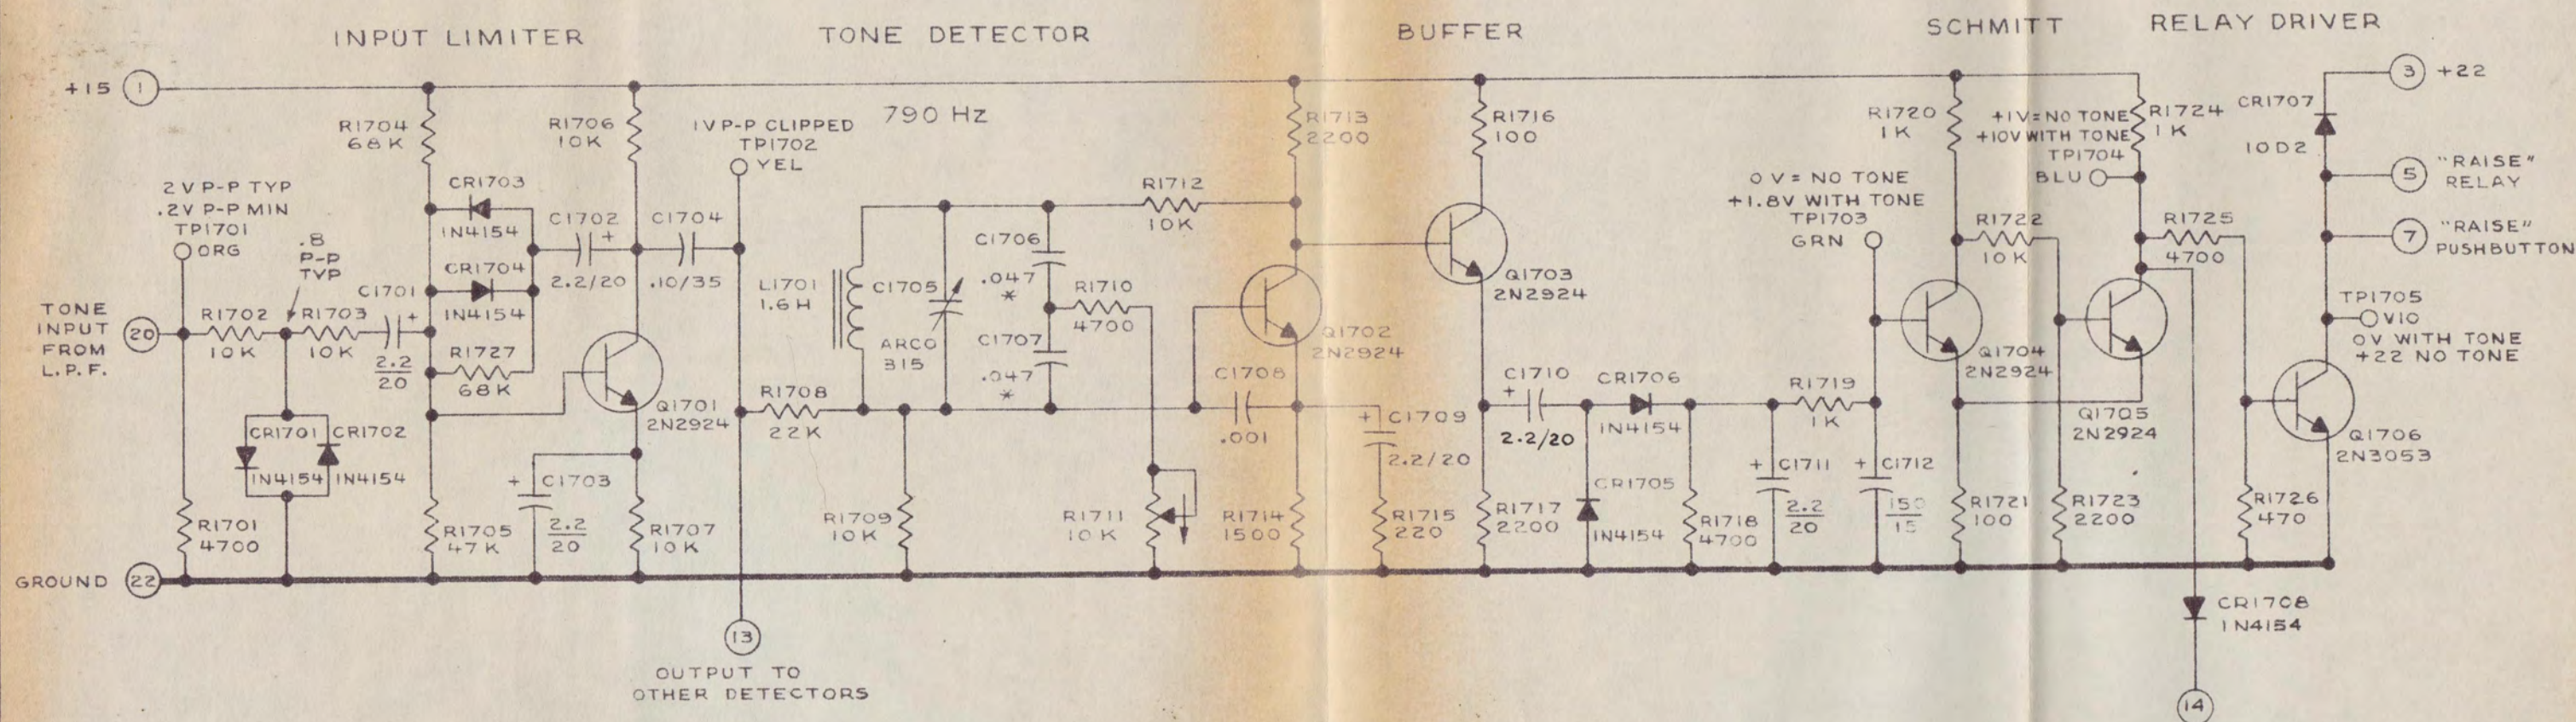 INPUT LIMITER
TONE DETECTOR
BUFFER
SCHMITT
RELAY DRIVER
+15
1
R1704
68K
R1706
10K
1V P-P CLIPPED
TP1702
YEL
790 Hz
R1713
2200
R1716
100
R1720
1K
+1V=NO TONE
+10V WITH TONE
TP1704
BLU
R1724
1K
CR1707
10D2
3
+22
2V P-P TYP
.2V P-P MIN
TP1701
ORG
.8
P-P
TYP
CR1703
1N4154
C1702
+
2.2/20
C1704
.10/35
CR1704
1N4154
C1701
+
2.2
20
TONE
INPUT
FROM
L.P.F.
20
R1702
10K
R1703
10K
R1727
68K
Q1701
2N2924
L1701
1.6H
C1705
ARCO
315
C1706
.047
*
C1707
.047
*
R1710
4700
R1712
10K
Q1702
2N2924
Q1703
2N2924
0V=NO TONE
+1.8V WITH TONE
TP1703
GRN
R1722
10K
R1725
4700
5
"RAISE"
RELAY
7
"RAISE"
PUSHBUTTON
TP1705
VIO
0V WITH TONE
+22 NO TONE
Q1704
2N2924
Q1705
2N2924
Q1706
2N3053
CR1701
1N4154
CR1702
1N4154
R1708
22K
C1708
.001
+
C1709
2.2/20
C1710
+
2.2/20
CR1706
1N4154
R1719
1K
+
C1703
2.2
20
R1701
4700
R1705
47K
R1707
10K
R1709
10K
R1711
10K
R1714
1500
R1715
220
R1717
2200
CR1705
1N4154
R1718
4700
+
C1711
2.2
20
+
C1712
150
15
R1721
100
R1723
2200
R1726
470
GROUND
22
13
OUTPUT TO
OTHER DETECTORS
CR1708
1N4154
14